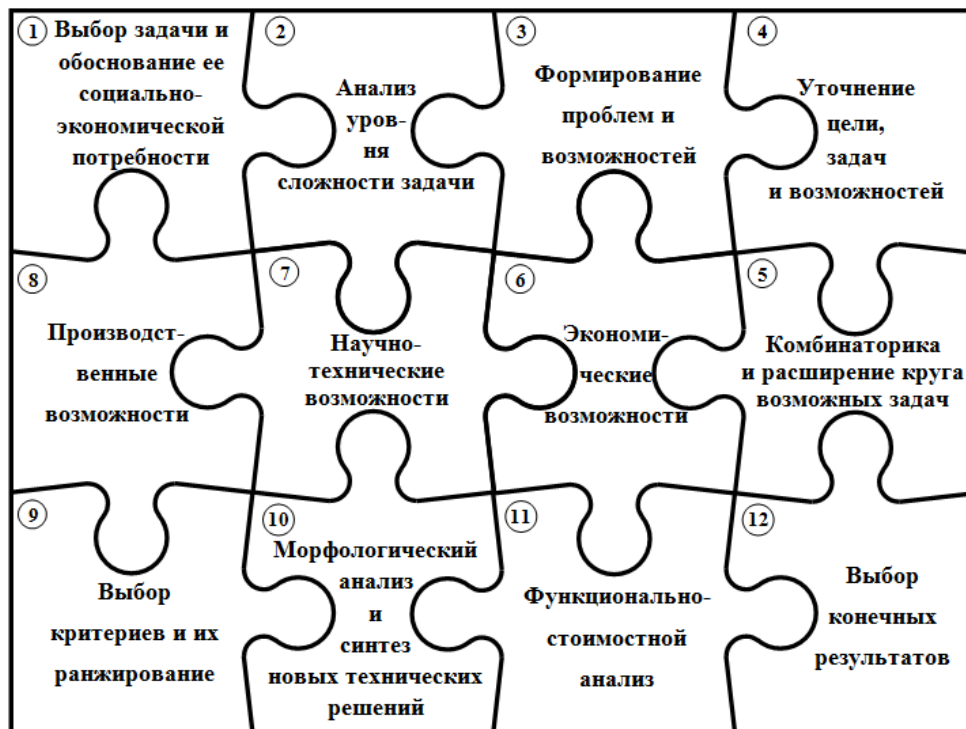 1
Выбор задачи и
обоснование ее
социально-
экономической
потребности
2
Анализ
уров-
ня
сложности задачи
3
Формирование
проблем и
возможностей
4
Уточнение
цели,
задач
и возможностей
8
Производст-
венные
возможности
7
Научно-
технические
возможности
6
Экономи-
ческие
возможности
5
Комбинаторика
и расширение круга
возможных задач
9
Выбор
критериев и их
ранжирование
10
Морфологический
анализ
и
синтез
новых технических
решений
11
Функционально-
стоимостной
анализ
12
Выбор
конечных
результатов